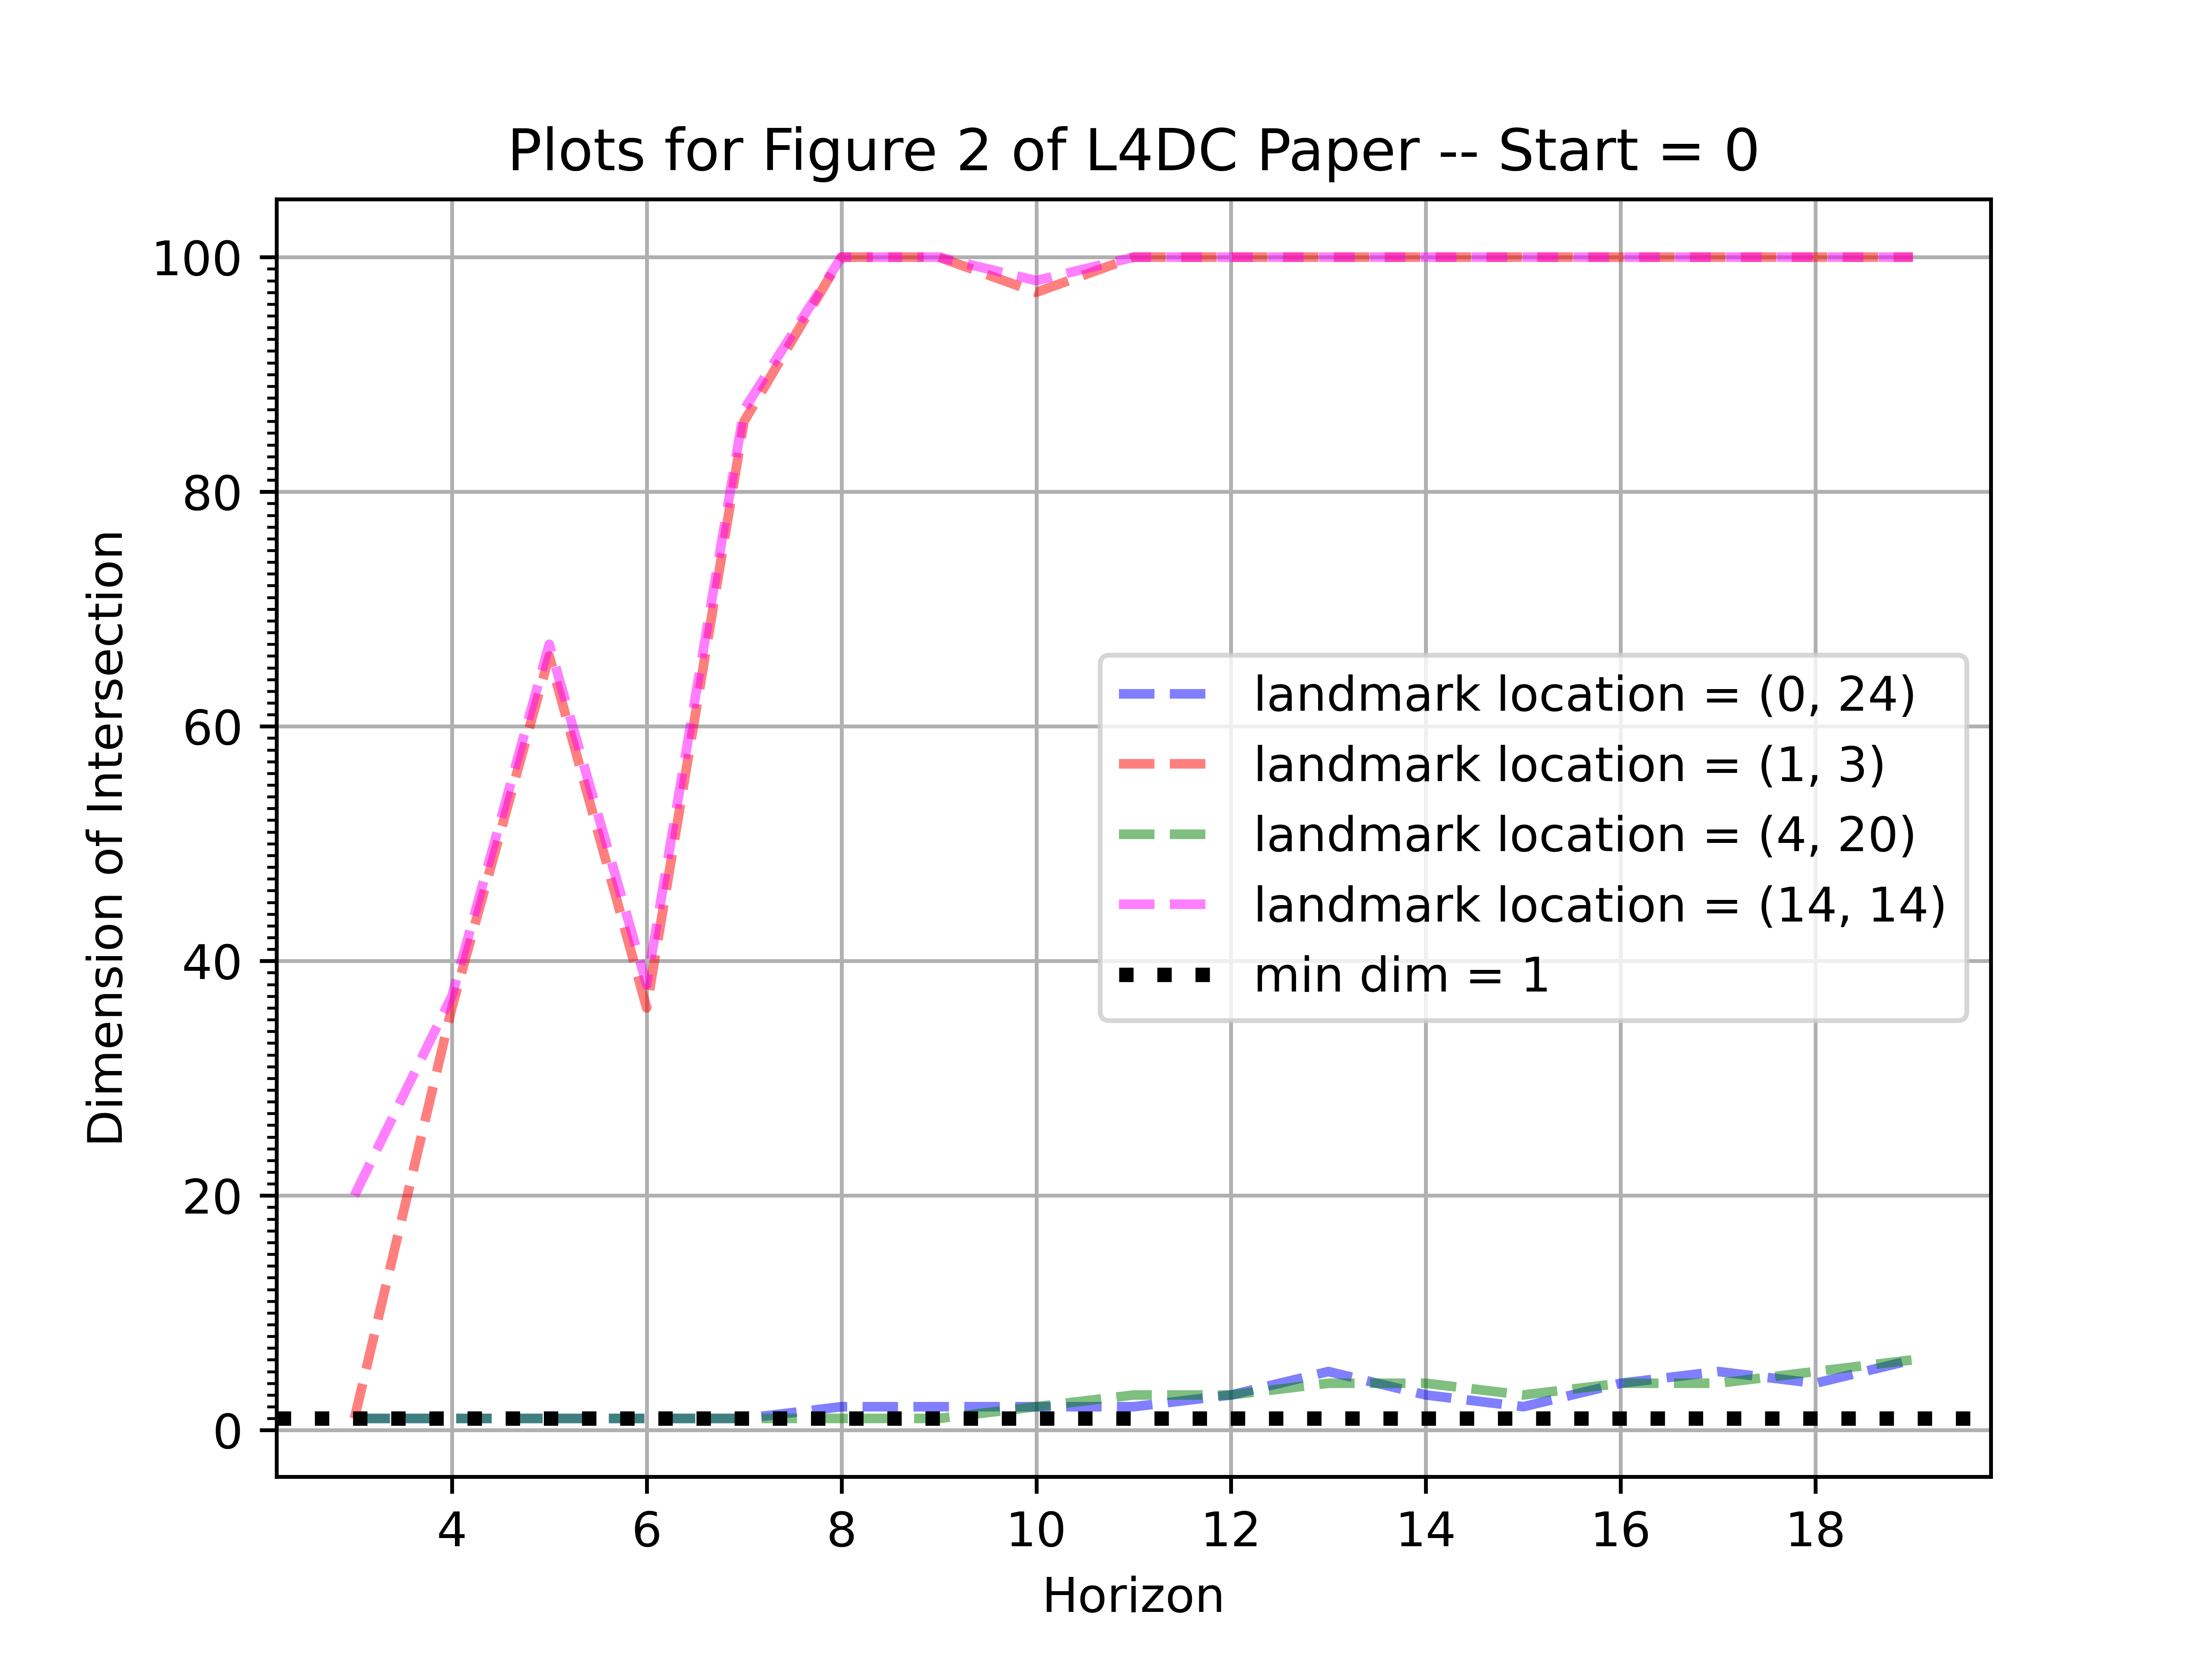 Plots for Figure 2 of L4DC Paper -- Start = 0
Dimension of Intersection
100
80
60
40
20
0
landmark location = (0, 24)
landmark location = (1, 3)
landmark location = (4, 20)
landmark location = (14, 14)
min dim = 1
4 6 8 10 12 14 16 18
Horizon